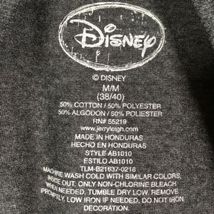 Disney
© DISNEY
M/M
(38/40)
50% COTTON / 50% POLYESTER
50% ALGODON / 50% POLIESTER
RN# 55219
www.jerryleigh.com
MADE IN HONDURAS
HECHO EN HONDURAS
STYLE AB1010
ESTILO AB1010
TLM-B21637-0216
MACHINE WASH COLD WITH SIMILAR COLORS,
INSIDE OUT. ONLY NON-CHLORINE BLEACH
WHEN NEEDED. TUMBLE DRY LOW. REMOVE
PROMPTLY. LOW IRON IF NEEDED. DO NOT IRON
DECORATION.